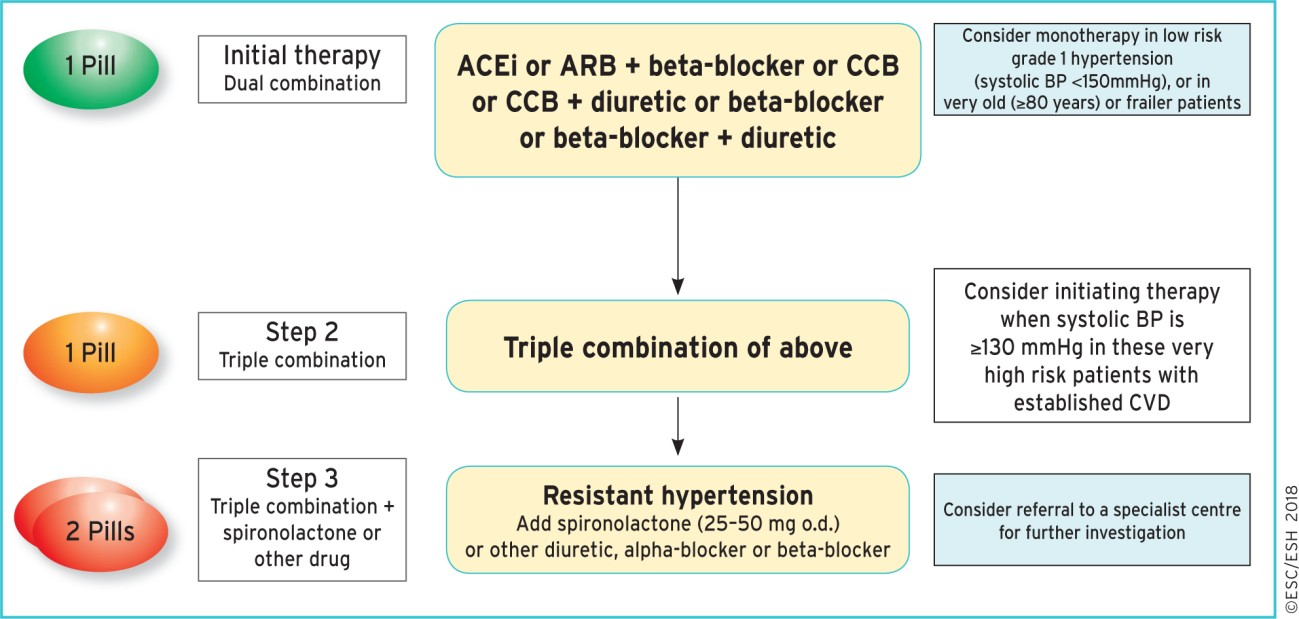 1 Pill
Initial therapy
Dual combination
ACEi or ARB + beta-blocker or CCB
or CCB + diuretic or beta-blocker
or beta-blocker + diuretic
Consider monotherapy in low risk
grade 1 hypertension
(systolic BP <150mmHg), or in
very old (≥80 years) or frailer patients
1 Pill
Step 2
Triple combination
Triple combination of above
Consider initiating therapy
when systolic BP is
≥130 mmHg in these very
high risk patients with
established CVD
2 Pills
Step 3
Triple combination +
spironolactone or
other drug
Resistant hypertension
Add spironolactone (25–50 mg o.d.)
or other diuretic, alpha-blocker or beta-blocker
Consider referral to a specialist centre
for further investigation
©ESC/ESH 2018